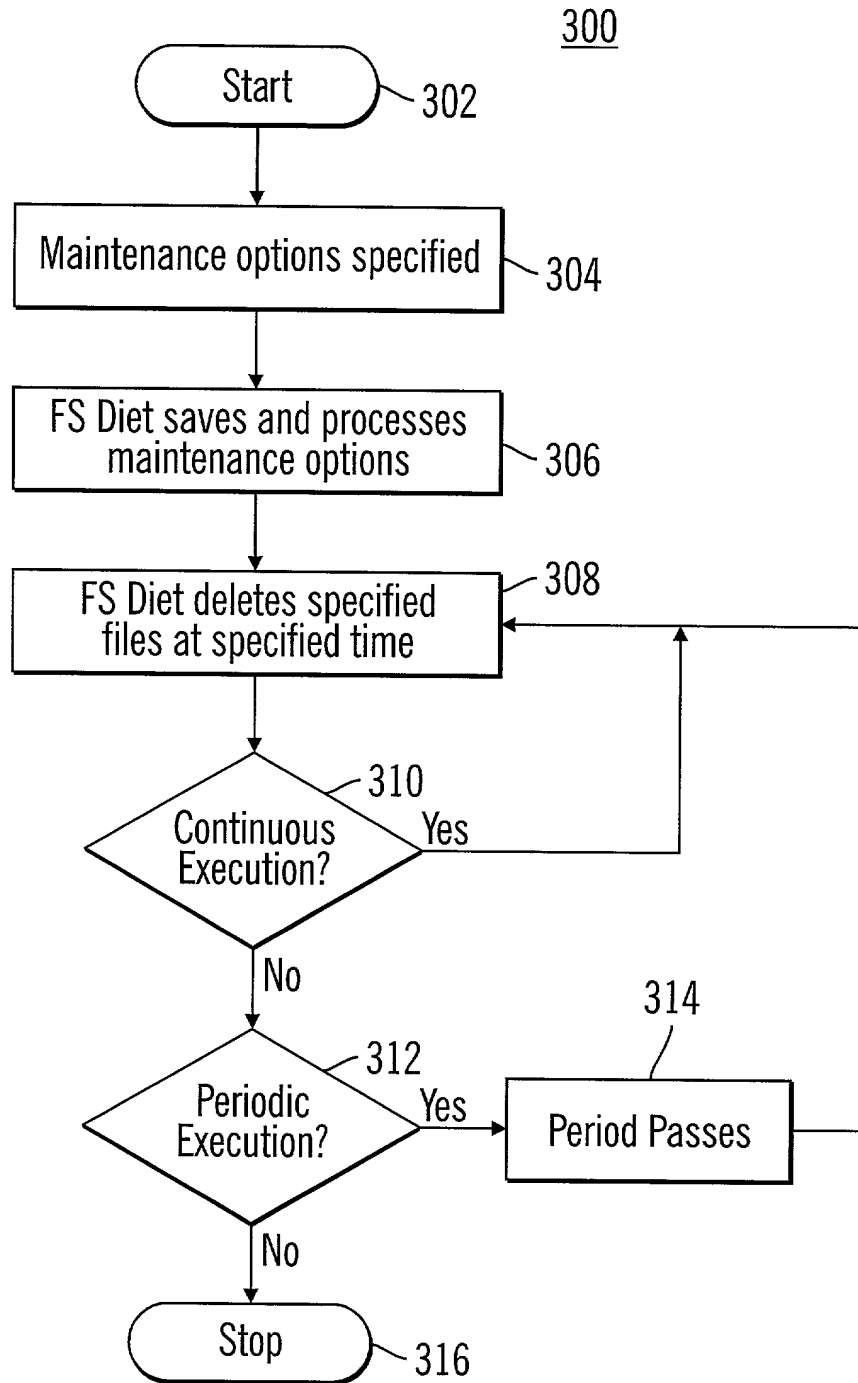 300
Start
302
Maintenance options specified
304
FS Diet saves and processes
maintenance options
306
308
FS Diet deletes specified
files at specified time
310
Continuous
Execution?
Yes
No
312
314
Periodic
Execution?
Yes
Period Passes
No
Stop
316